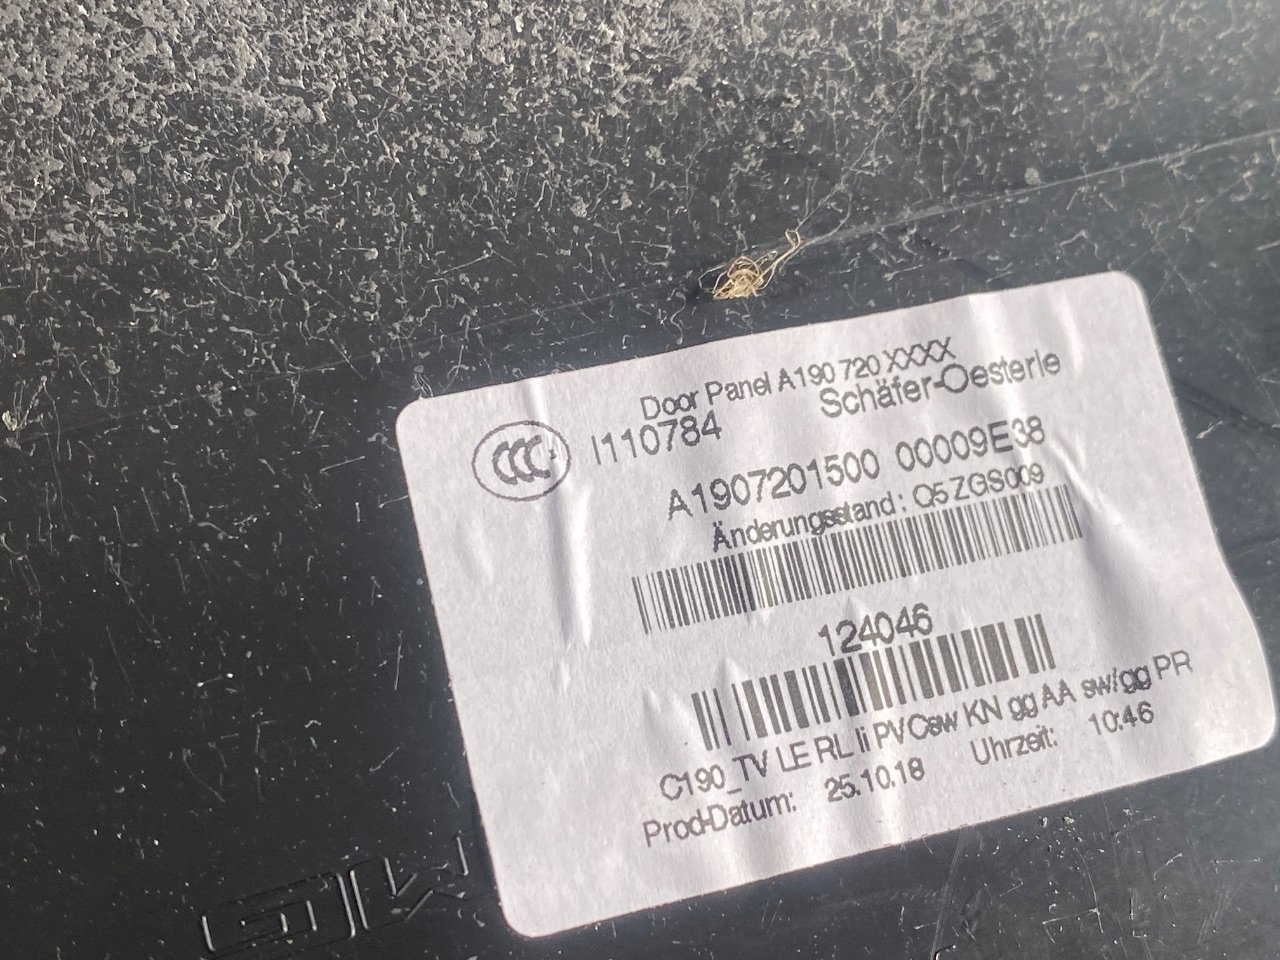 Door Panel A190 720 XXXX
Schäfer-Oesterle
CCC
I110784
A1907201500 00009E38
Änderungsstand: Q5 ZGS009
124046
C190_TV LE RL li PVCsw KN gg AA sw/gg PR
Prod-Datum: 25.10.18 Uhrzeit: 10:46